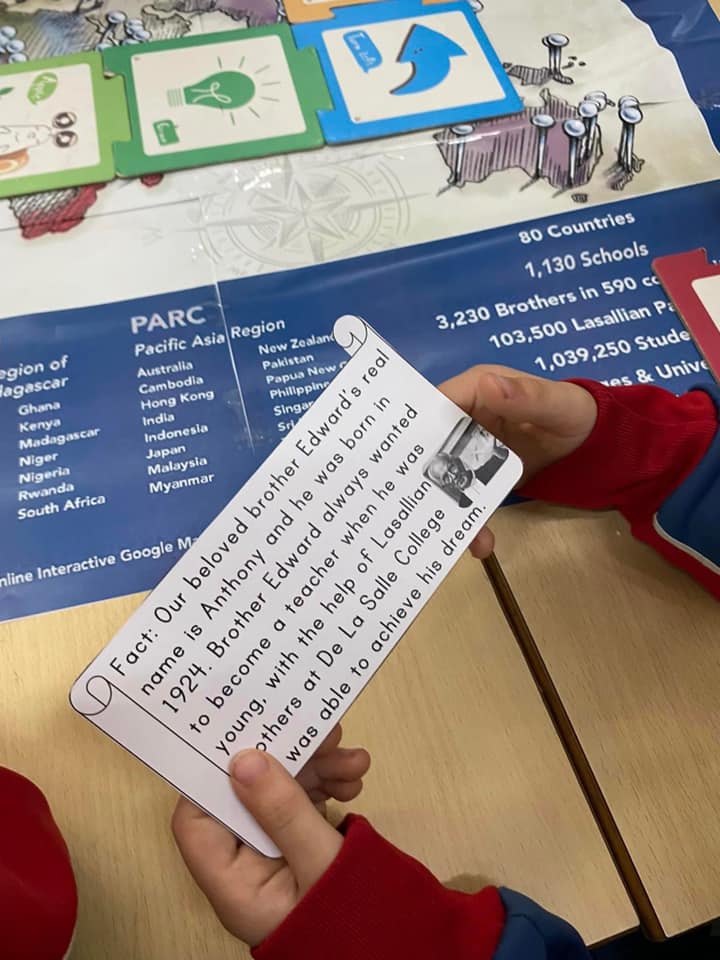 80 Countries
1,130 Schools
3,230 Brothers in 590
103,500 Lasallian
1,039,250
PARC
Pacific Asia Region
Australia
Cambodia
Hong Kong
India
Indonesia
Japan
Malaysia
Myanmar
New Zealand
Pakistan
Papua New
Philippine
egion of
Ghana
Kenya
Madagascar
Niger
Nigeria
Rwanda
South Africa
nline Interactive Google
Fact: Our beloved brother Edward's real
name is Anthony and he was born in
1924. Brother Edward always wanted
to become a teacher when he was
young, with the help of Lasallian
others at De La Salle College
was able to achieve his dream.